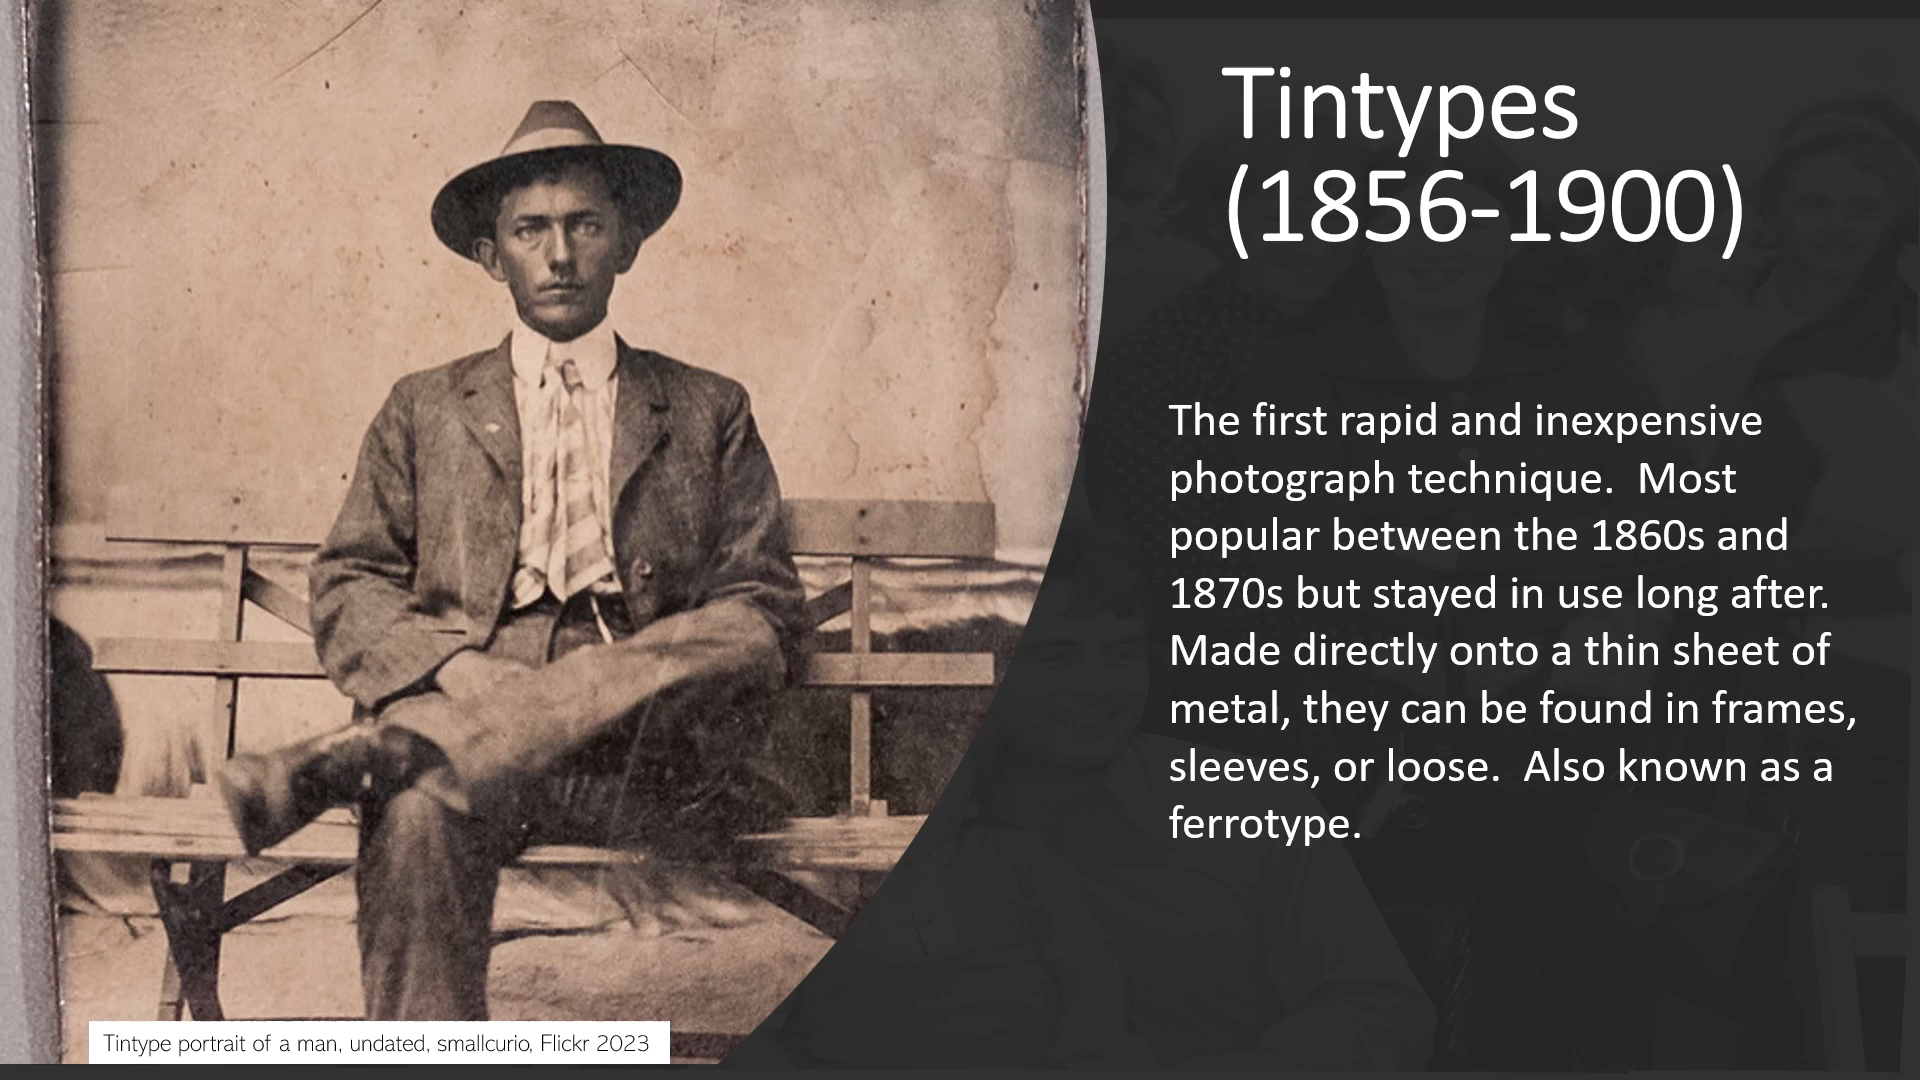 Tintypes
(1856-1900)
The first rapid and inexpensive
photograph technique.  Most
popular between the 1860s and
1870s but stayed in use long after.
Made directly onto a thin sheet of
metal, they can be found in frames,
sleeves, or loose.  Also known as a
ferrotype.
Tintype portrait of a man, undated, smallcurio, Flickr 2023